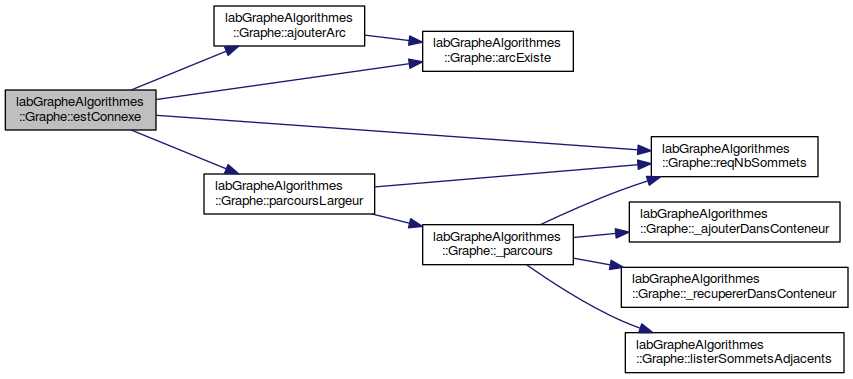 labGrapheAlgorithmes
::Graphe::ajouterArc
labGrapheAlgorithmes
::Graphe::arcExiste
labGrapheAlgorithmes
::Graphe::estConnexe
labGrapheAlgorithmes
::Graphe::reqNbSommets
labGrapheAlgorithmes
::Graphe::parcoursLargeur
labGrapheAlgorithmes
::Graphe::_ajouterDansConteneur
labGrapheAlgorithmes
::Graphe::_parcours
labGrapheAlgorithmes
::Graphe::_recupererDansConteneur
labGrapheAlgorithmes
::Graphe::listerSommetsAdjacents